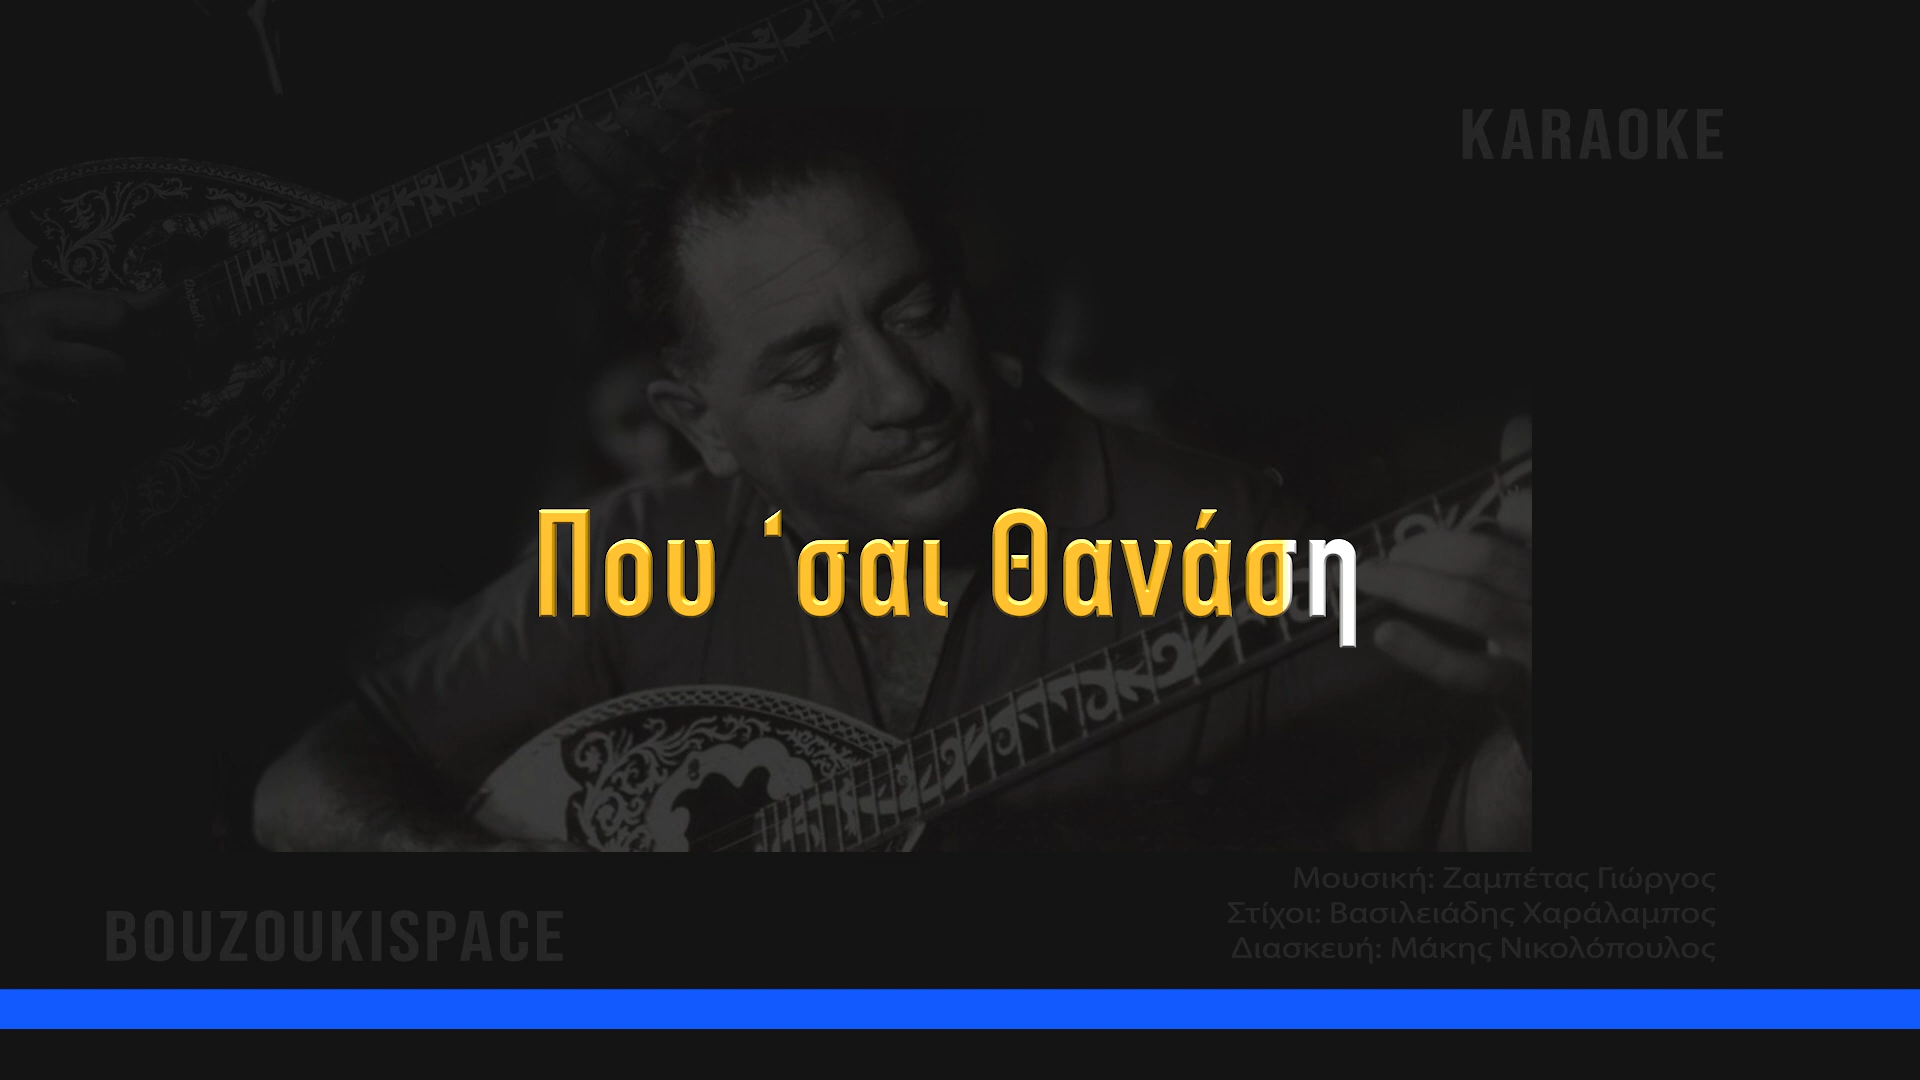 KARAOKE
Που ‘σαι Θανάση
Μουσική: Ζαμπέτας Γιώργος
Στίχοι: Βασιλειάδης Χαράλαμπος
Διασκευή: Μάκης Νικολόπουλος
BOUZOUKISPACE